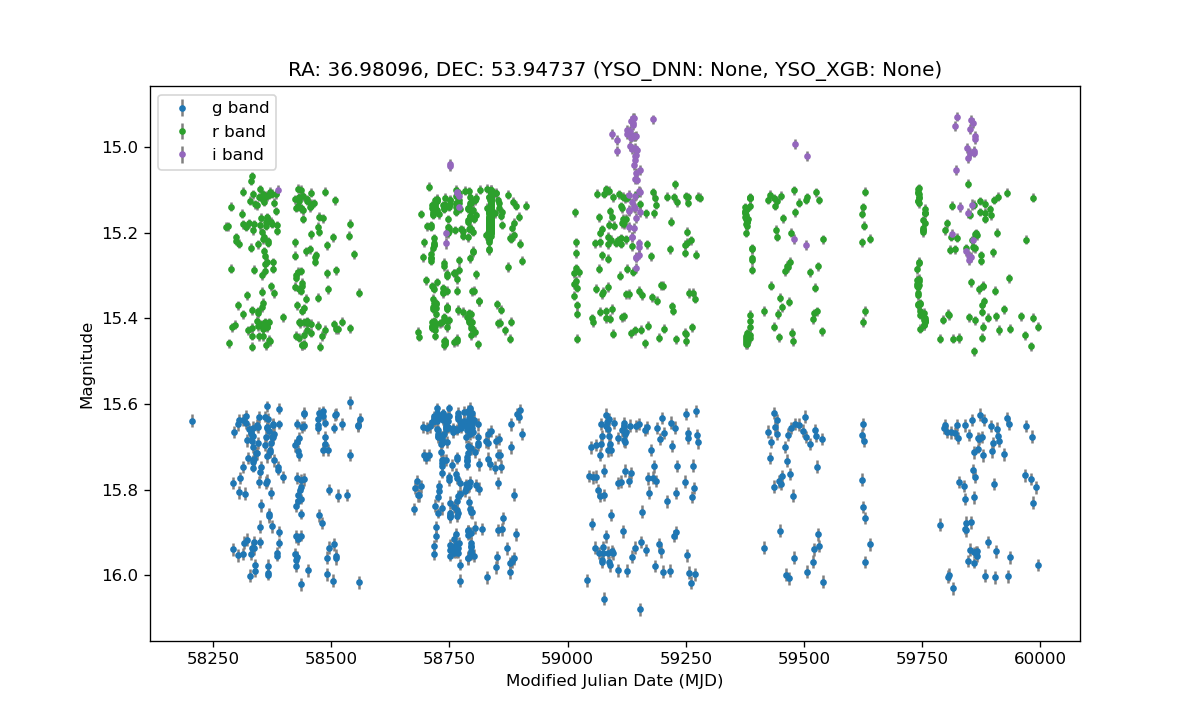 RA: 36.98096, DEC: 53.94737 (YSO_DNN: None, YSO_XGB: None)
g band
r band
i band
15.0
15.2
15.4
15.6
15.8
16.0
Magnitude
58250 58500 58750 59000 59250 59500 59750 60000
Modified Julian Date (MJD)